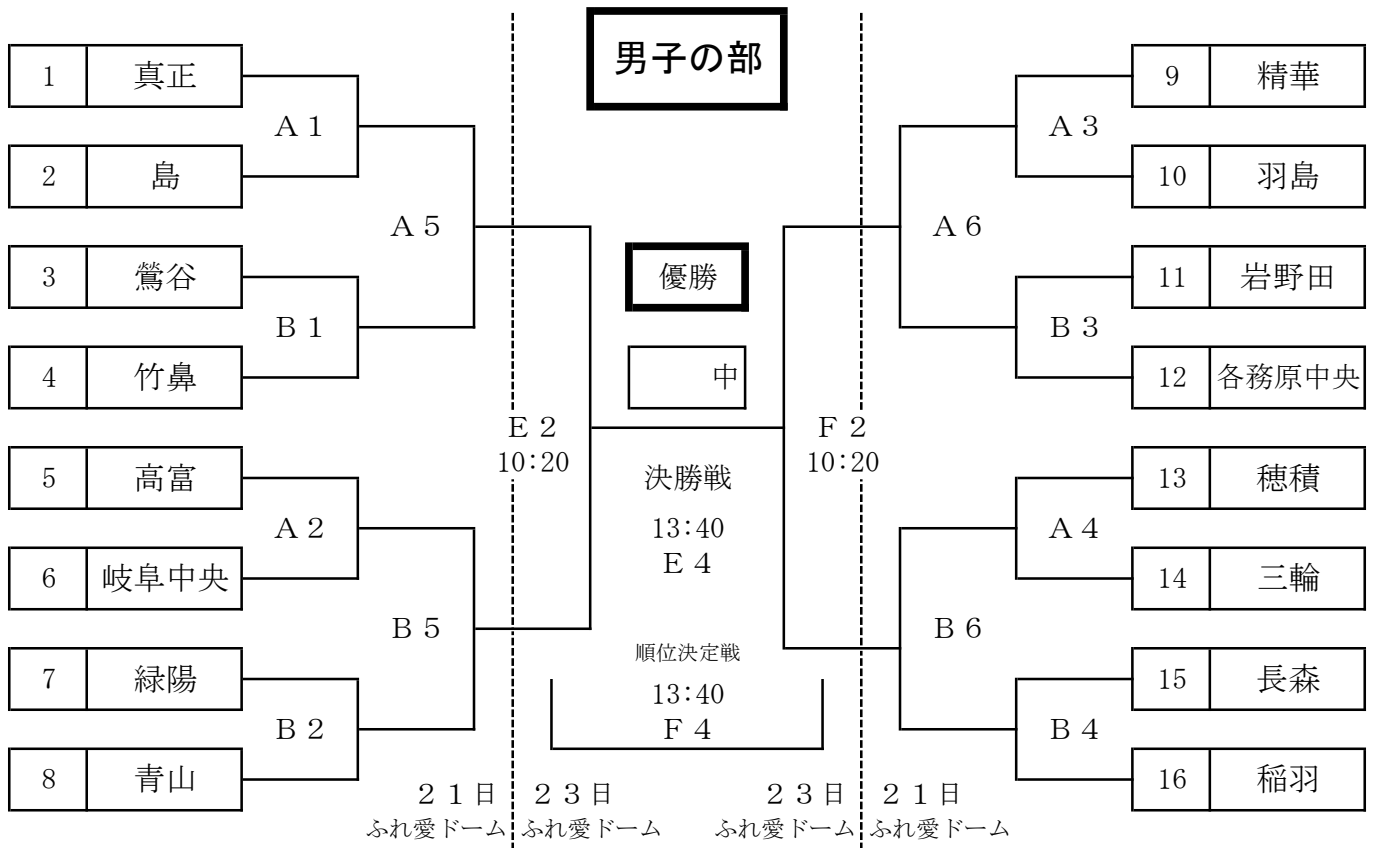 男子の部
1 真正
A1
2 島
A5
3 鶯谷
B1
4 竹鼻
5 高富
A2
6 岐阜中央
B5
7 緑陽
B2
8 青山
E2
10:20
優勝
中
決勝戦
13:40
E4
順位決定戦
13:40
F4
F2
10:20
9 精華
A3
10 羽島
A6
11 岩野田
B3
12 各務原中央
13 穂積
A4
14 三輪
B6
15 長森
B4
16 稲羽
21日 23日 23日 21日
ふれ愛ドーム ふれ愛ドーム ふれ愛ドーム ふれ愛ドーム